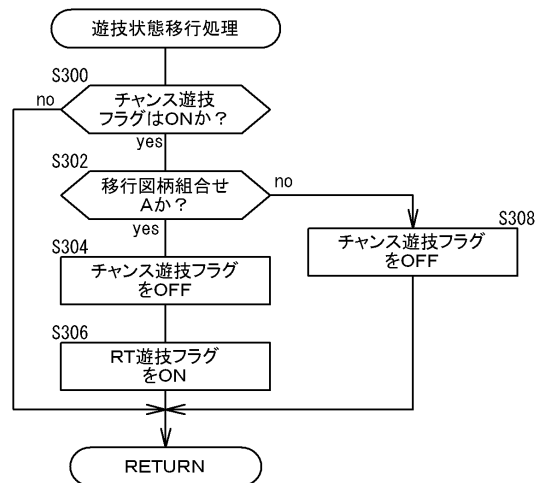 遊技状態移行処理
S300
no
チャンス遊技
フラグはONか？
yes
S302
移行図柄組合せ
Aか？
no
yes
S308
チャンス遊技フラグ
をOFF
S304
チャンス遊技フラグ
をOFF
S306
RT遊技フラグ
をON
RETURN